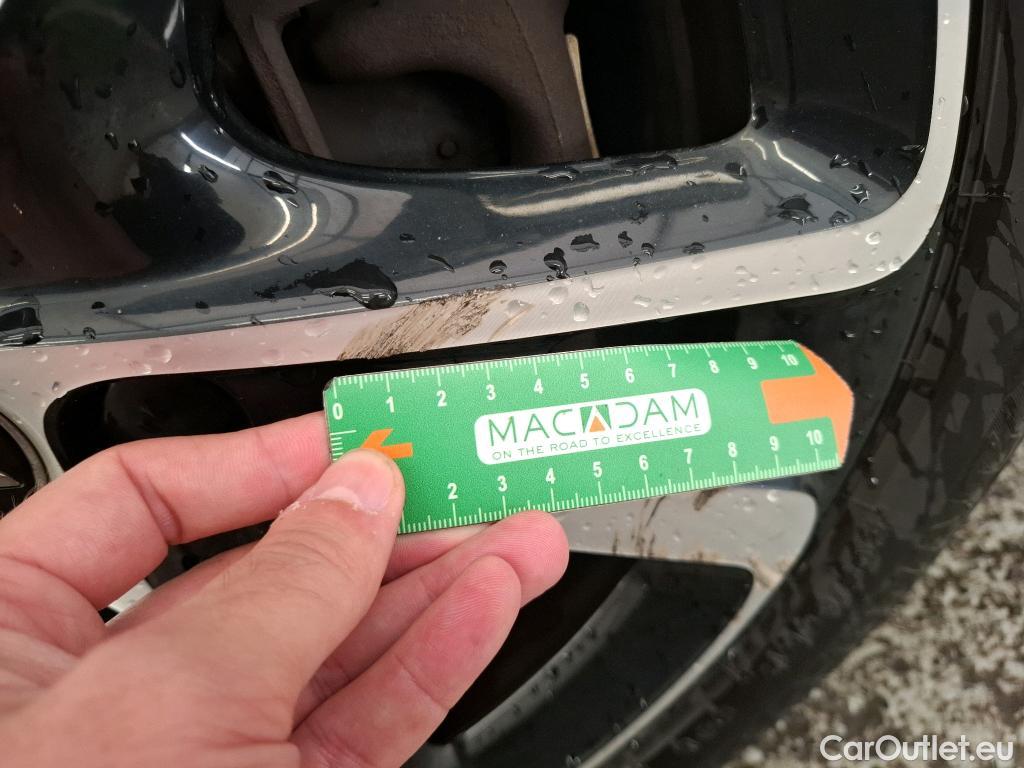 0 1 2 3 4 5 6 7 8 9 10
MACADAM
ON THE ROAD TO EXCELLENCE
2 3 4 5 6 7 8 9 10
CarOutlet.eu